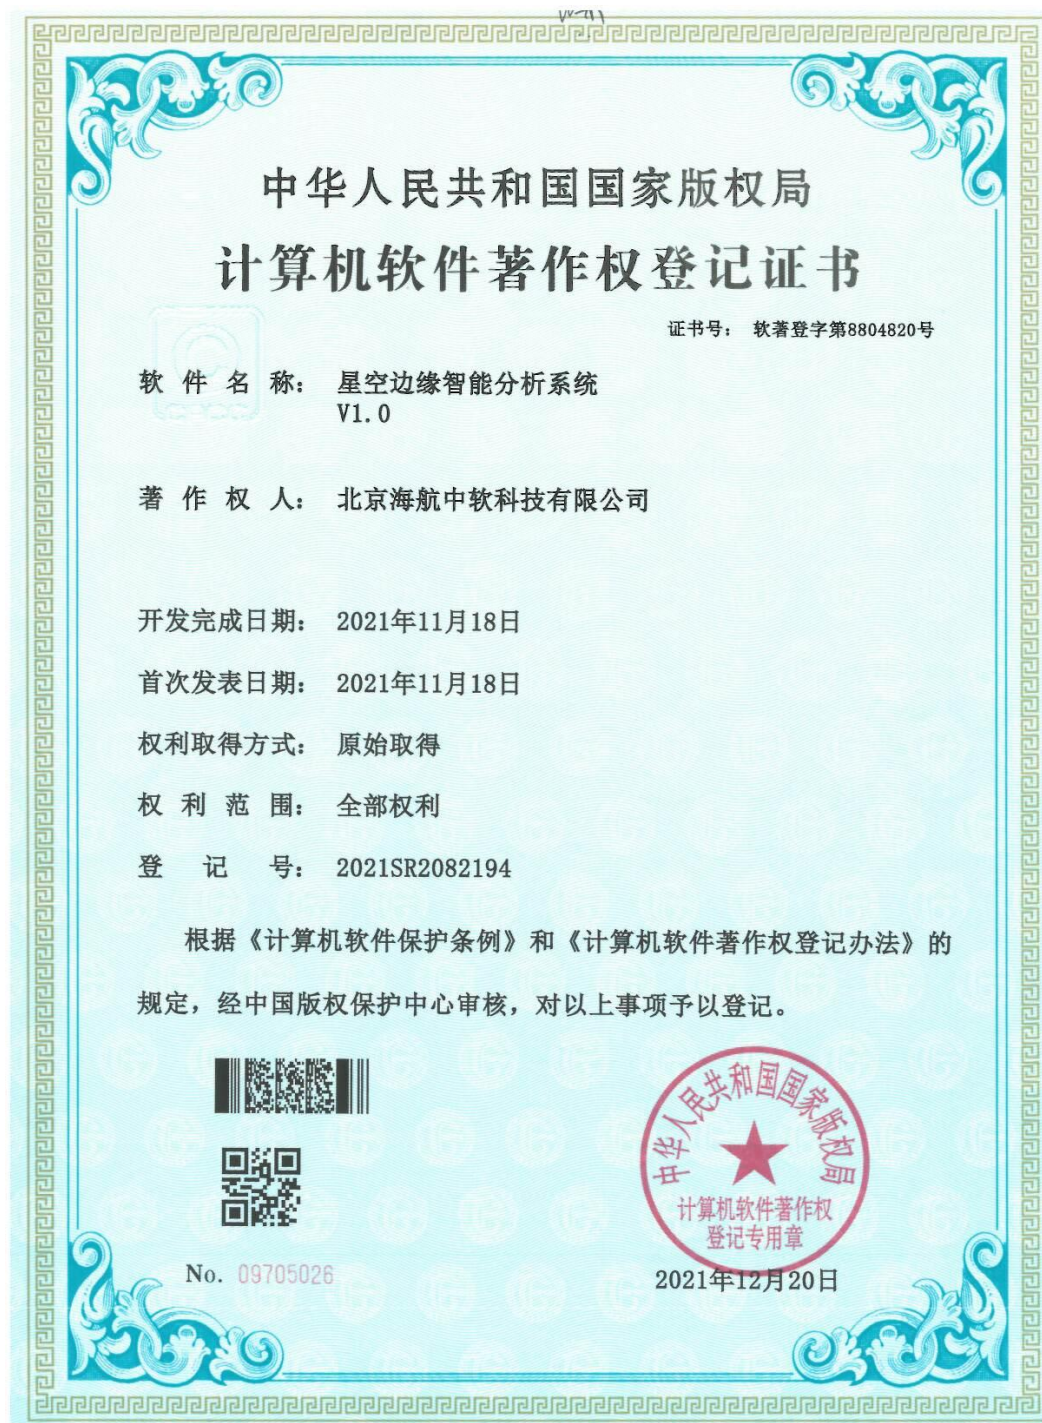 中华人民共和国国家版权局
计算机软件著作权登记证书
证书号： 软著登字第8804820号
软件名称： 星空边缘智能分析系统
V1.0
著作权人： 北京海航中软科技有限公司
开发完成日期： 2021年11月18日
首次发表日期： 2021年11月18日
权利取得方式： 原始取得
权利范围： 全部权利
登记号： 2021SR2082194
根据《计算机软件保护条例》和《计算机软件著作权登记办法》的
规定，经中国版权保护中心审核，对以上事项予以登记。
中华人民共和国国家版权局
计算机软件著作权
登记专用章
No. 09705026
2021年12月20日